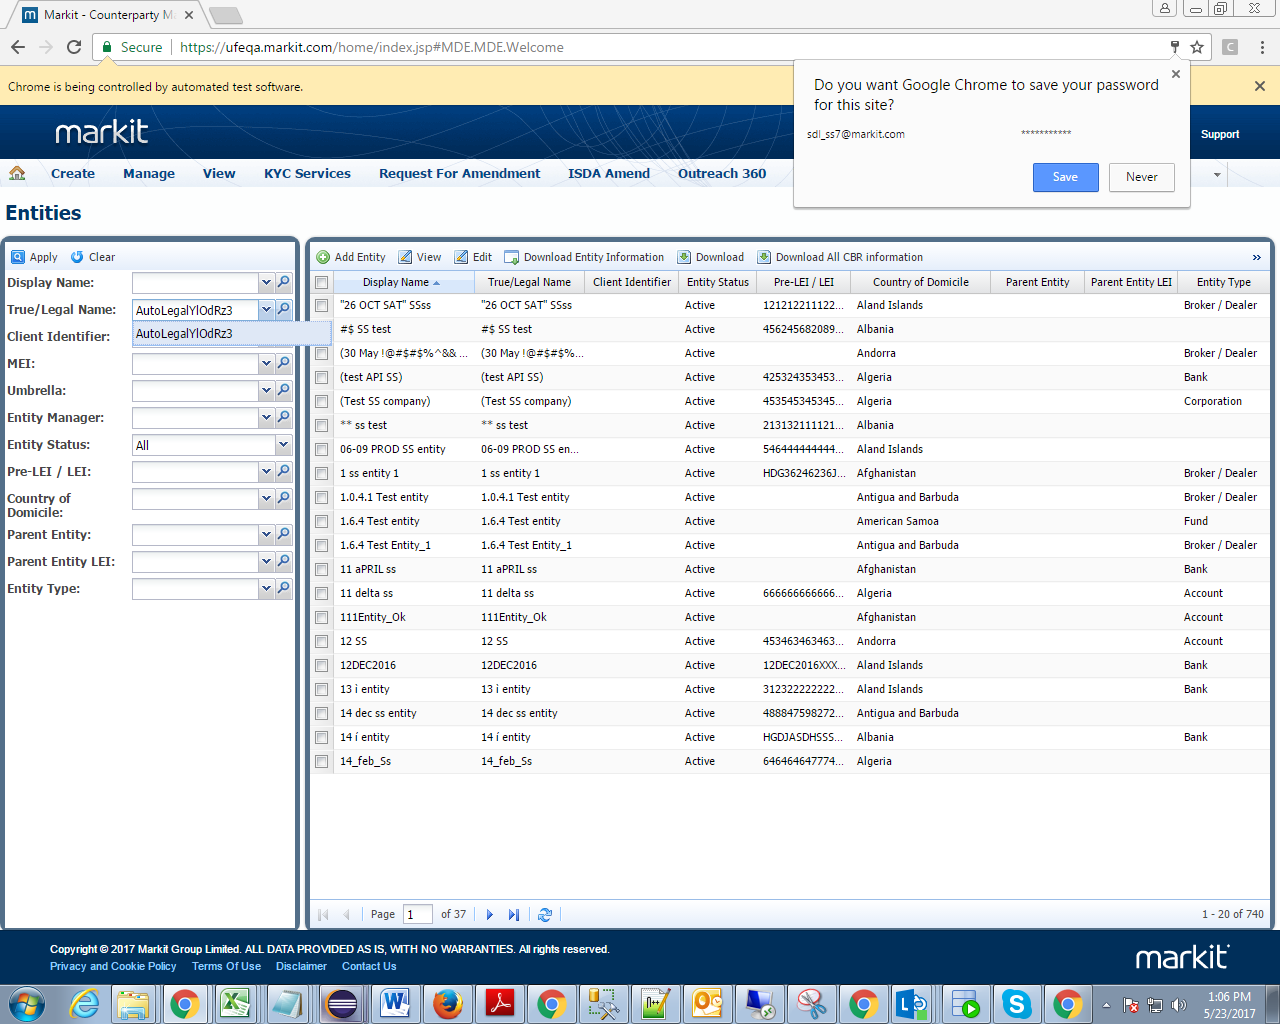 Markit - Counterparty M
Secure https://ufeqa.markit.com/home/index.jsp#MDE.MDE.Welcome
Chrome is being controlled by automated test software.
Do you want Google Chrome to save your password
for this site?
sdl_ss7@markit.com ***********
Save Never
markit
Support
Create Manage View KYC Services Request For Amendment ISDA Amend Outreach 360
Entities
Apply Clear
Display Name:
True/Legal Name: AutoLegalYlOdRz3
AutoLegalYlOdRz3
Client Identifier:
MEI:
Umbrella:
Entity Manager:
Entity Status: All
Pre-LEI / LEI:
Country of
Domicile:
Parent Entity:
Parent Entity LEI:
Entity Type:
Add Entity View Edit Download Entity Information Download Download All CBR information »
Display Name True/Legal Name Client Identifier Entity Status Pre-LEI / LEI Country of Domicile Parent Entity Parent Entity LEI Entity Type
"26 OCT SAT" SSss "26 OCT SAT" SSss Active 121212211122... Aland Islands Broker / Dealer
#$ SS test #$ SS test Active 456245682089... Albania
(30 May !@#$#$%^&& ... (30 May !@#$#$%... Active Andorra Broker / Dealer
(test API SS) (test API SS) Active 425324353453... Algeria Bank
(Test SS company) (Test SS company) Active 453545345345... Algeria Corporation
** ss test ** ss test Active 213132111121... Albania
06-09 PROD SS entity 06-09 PROD SS en... Active 546444444444... Aland Islands
1 ss entity 1 1 ss entity 1 Active HDG36246236J... Afghanistan Broker / Dealer
1.0.4.1 Test entity 1.0.4.1 Test entity Active Antigua and Barbuda Broker / Dealer
1.6.4 Test entity 1.6.4 Test entity Active American Samoa Fund
1.6.4 Test Entity_1 1.6.4 Test Entity_1 Active Antigua and Barbuda Broker / Dealer
11 aPRIL ss 11 aPRIL ss Active Afghanistan Bank
11 delta ss 11 delta ss Active 666666666666... Algeria Account
111Entity_Ok 111Entity_Ok Active Afghanistan Account
12 SS 12 SS Active 453463463463... Andorra Account
12DEC2016 12DEC2016 Active 12DEC2016XXX... Aland Islands Bank
13 i entity 13 i entity Active 312322222222... Aland Islands Bank
14 dec ss entity 14 dec ss entity Active 488847598272... Antigua and Barbuda
14 í entity 14 í entity Active HGDJASDHSSS... Albania Bank
14_feb_Ss 14_feb_Ss Active 646464647774... Algeria
Page 1 of 37 1 - 20 of 740
Copyright © 2017 Markit Group Limited. ALL DATA PROVIDED AS IS, WITH NO WARRANTIES. All rights reserved.
Privacy and Cookie Policy Terms Of Use Disclaimer Contact Us
markit
1:06 PM
5/23/2017